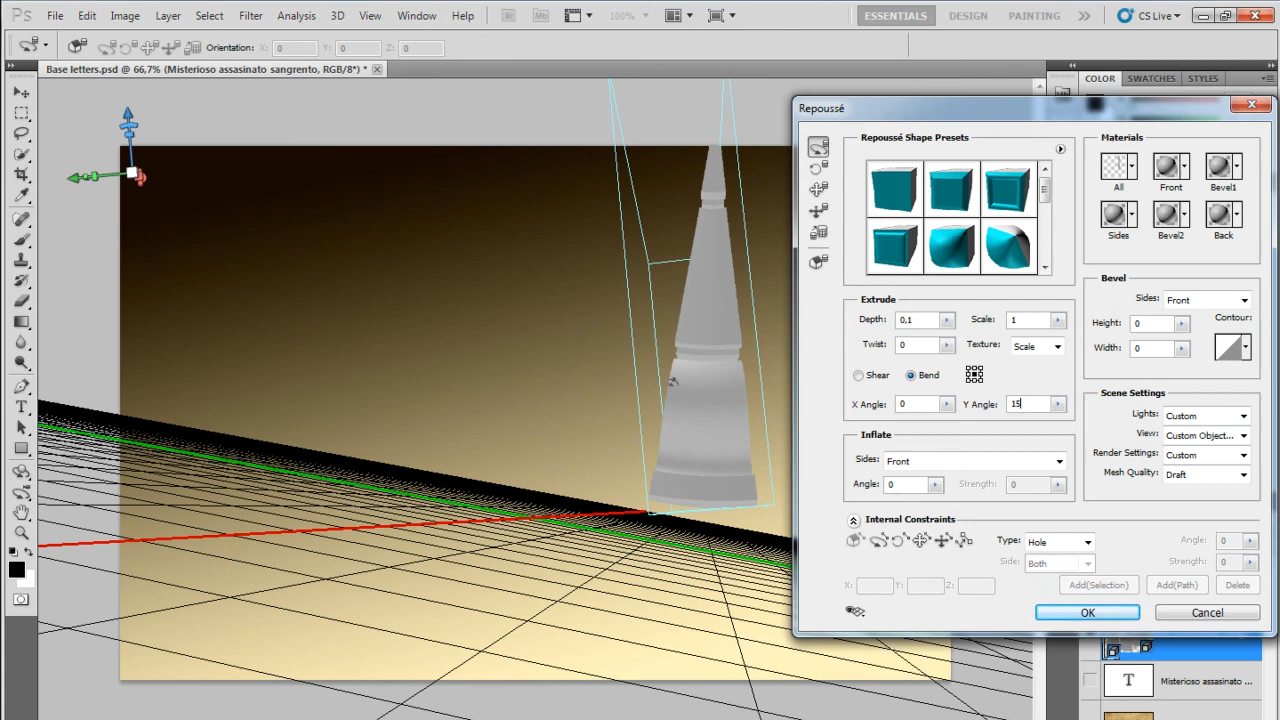 Ps File Edit Image Layer Select Filter Analysis 3D View Window Help Br Mb 100% ESSENTIALS DESIGN PAINTING CS Live
Orientation: X: 0 Y: 0 Z: 0
Base letters.psd @ 66,7% (Misterioso assasinato sangrento, RGB/8*) *
COLOR SWATCHES STYLES
Repoussé
Repoussé Shape Presets
Materials
All Front Bevel1
Sides Bevel2 Back
Extrude
Depth: 0,1 Scale: 1
Twist: 0 Texture: Scale
Shear Bend
X Angle: 0 Y Angle: 15
Inflate
Sides: Front
Angle: 0 Strength: 0
Bevel
Sides: Front
Height: 0 Contour:
Width: 0
Scene Settings
Lights: Custom
View: Custom Object...
Render Settings: Custom
Mesh Quality: Draft
Internal Constraints
Type: Hole Angle: 0
Side: Both Strength: 0
X: Y: Z: Add(Selection) Add(Path) Delete
OK Cancel
T Misterioso assasinato ...